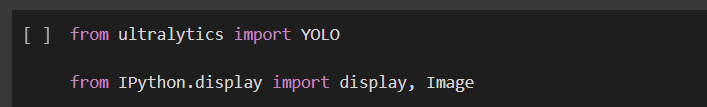 [ ] from ultralytics import YOLO
from IPython.display import display, Image